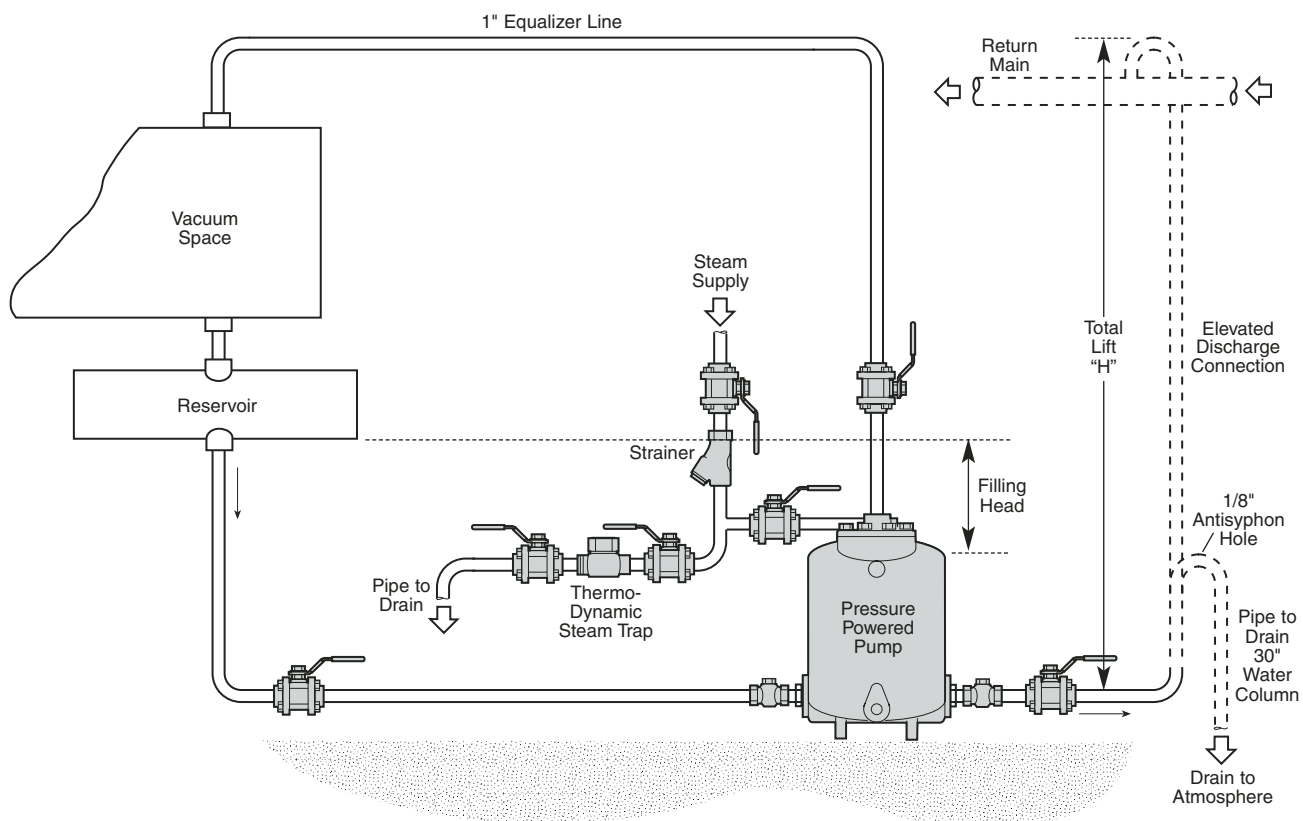 1" Equalizer Line
Return
Main
Vacuum
Space
Steam
Supply
Total
Lift
“H”
Elevated
Discharge
Connection
Reservoir
Strainer
Filling
Head
1/8"
Antisyphon
Hole
Pipe to
Drain
Thermo-
Dynamic
Steam Trap
Pressure
Powered
Pump
Pipe to
Drain
30"
Water
Column
Drain to
Atmosphere